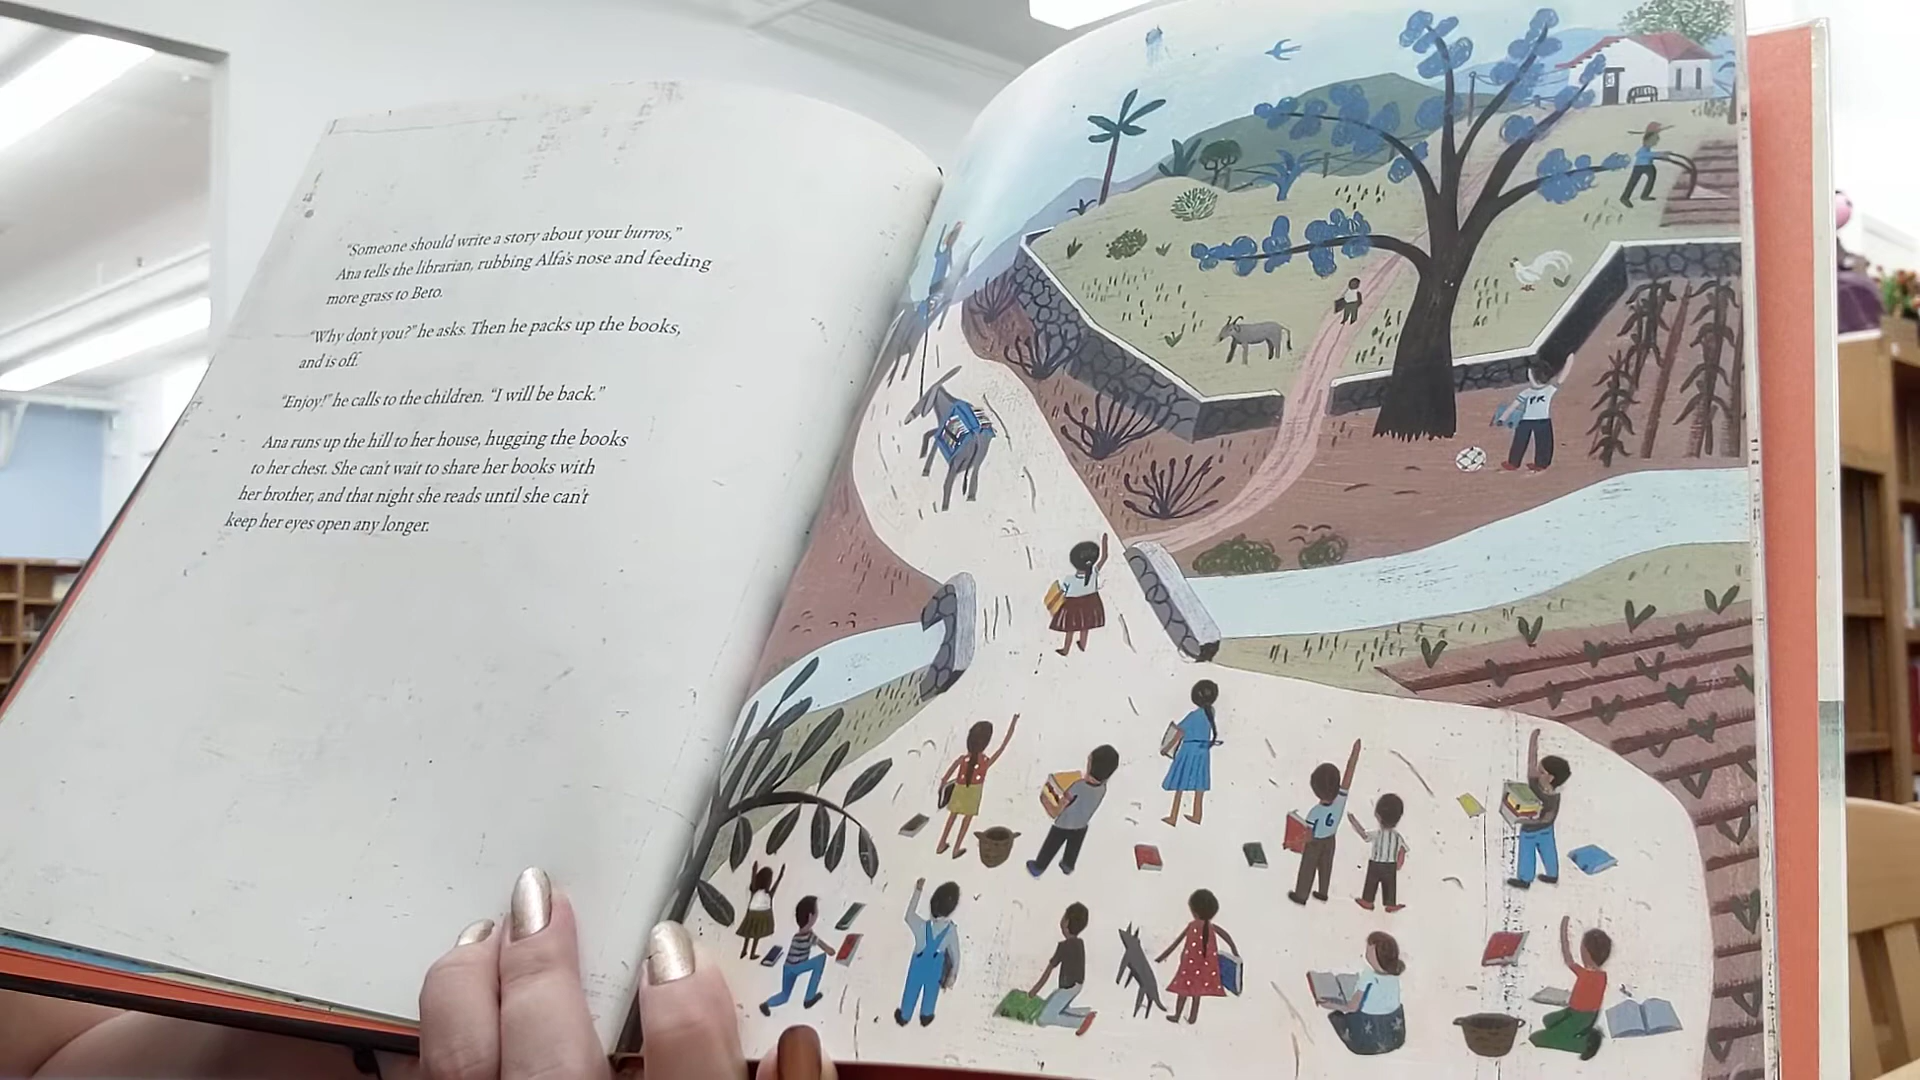 “Someone should write a story about your burros,”
Ana tells the librarian, rubbing Alfa’s nose and feeding
more grass to Beto.
“Why don’t you?” he asks. Then he packs up the books,
and is off.
“Enjoy!” he calls to the children. “I will be back.”
Ana runs up the hill to her house, hugging the books
to her chest. She can’t wait to share her books with
her brother, and that night she reads until she can’t
keep her eyes open any longer.
PR
6